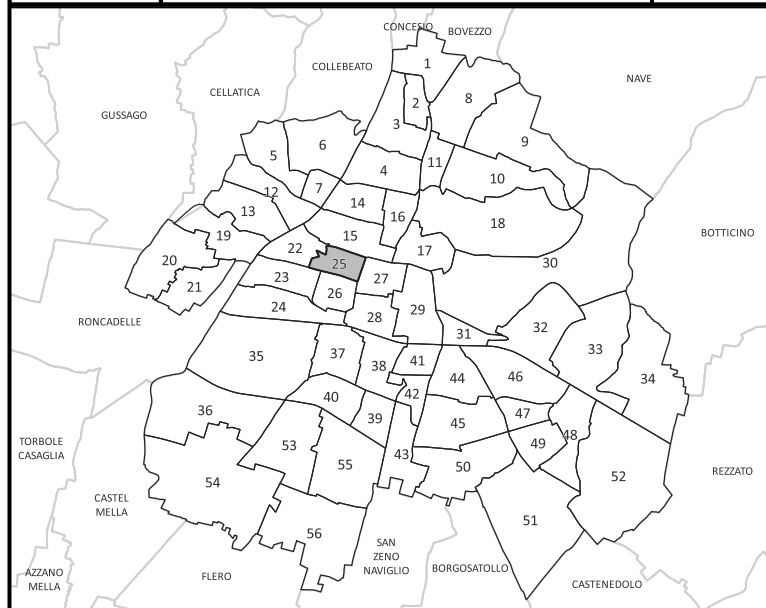 CONCESIO
BOVEZZO
COLLEBEATO
CELLATICA
GUSSAGO
NAVE
BOTTICINO
RONCADELLE
TORBOLE
CASAGLIA
CASTEL
MELLA
AZZANO
MELLA
FLERO
SAN
ZENO
NAVIGLIO
BORGOSATOLLO
CASTENEDOLO
REZZATO
1
2
3
4
5
6
7
8
9
10
11
12
13
14
15
16
17
18
19
20
21
22
23
24
25
26
27
28
29
30
31
32
33
34
35
36
37
38
39
40
41
42
43
44
45
46
47
48
49
50
51
52
53
54
55
56